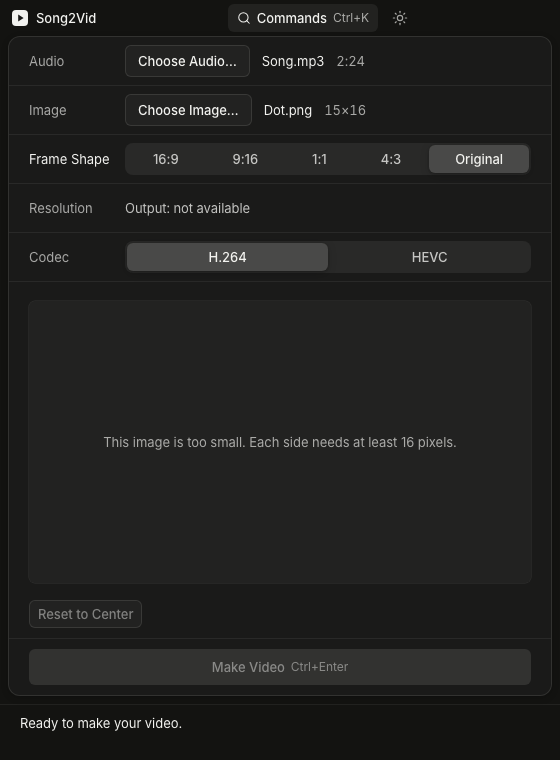 Song2Vid
Commands Ctrl+K
Audio Choose Audio... Song.mp3 2:24
Image Choose Image... Dot.png 15×16
Frame Shape 16:9 9:16 1:1 4:3 Original
Resolution Output: not available
Codec H.264 HEVC
This image is too small. Each side needs at least 16 pixels.
Reset to Center
Make Video Ctrl+Enter
Ready to make your video.